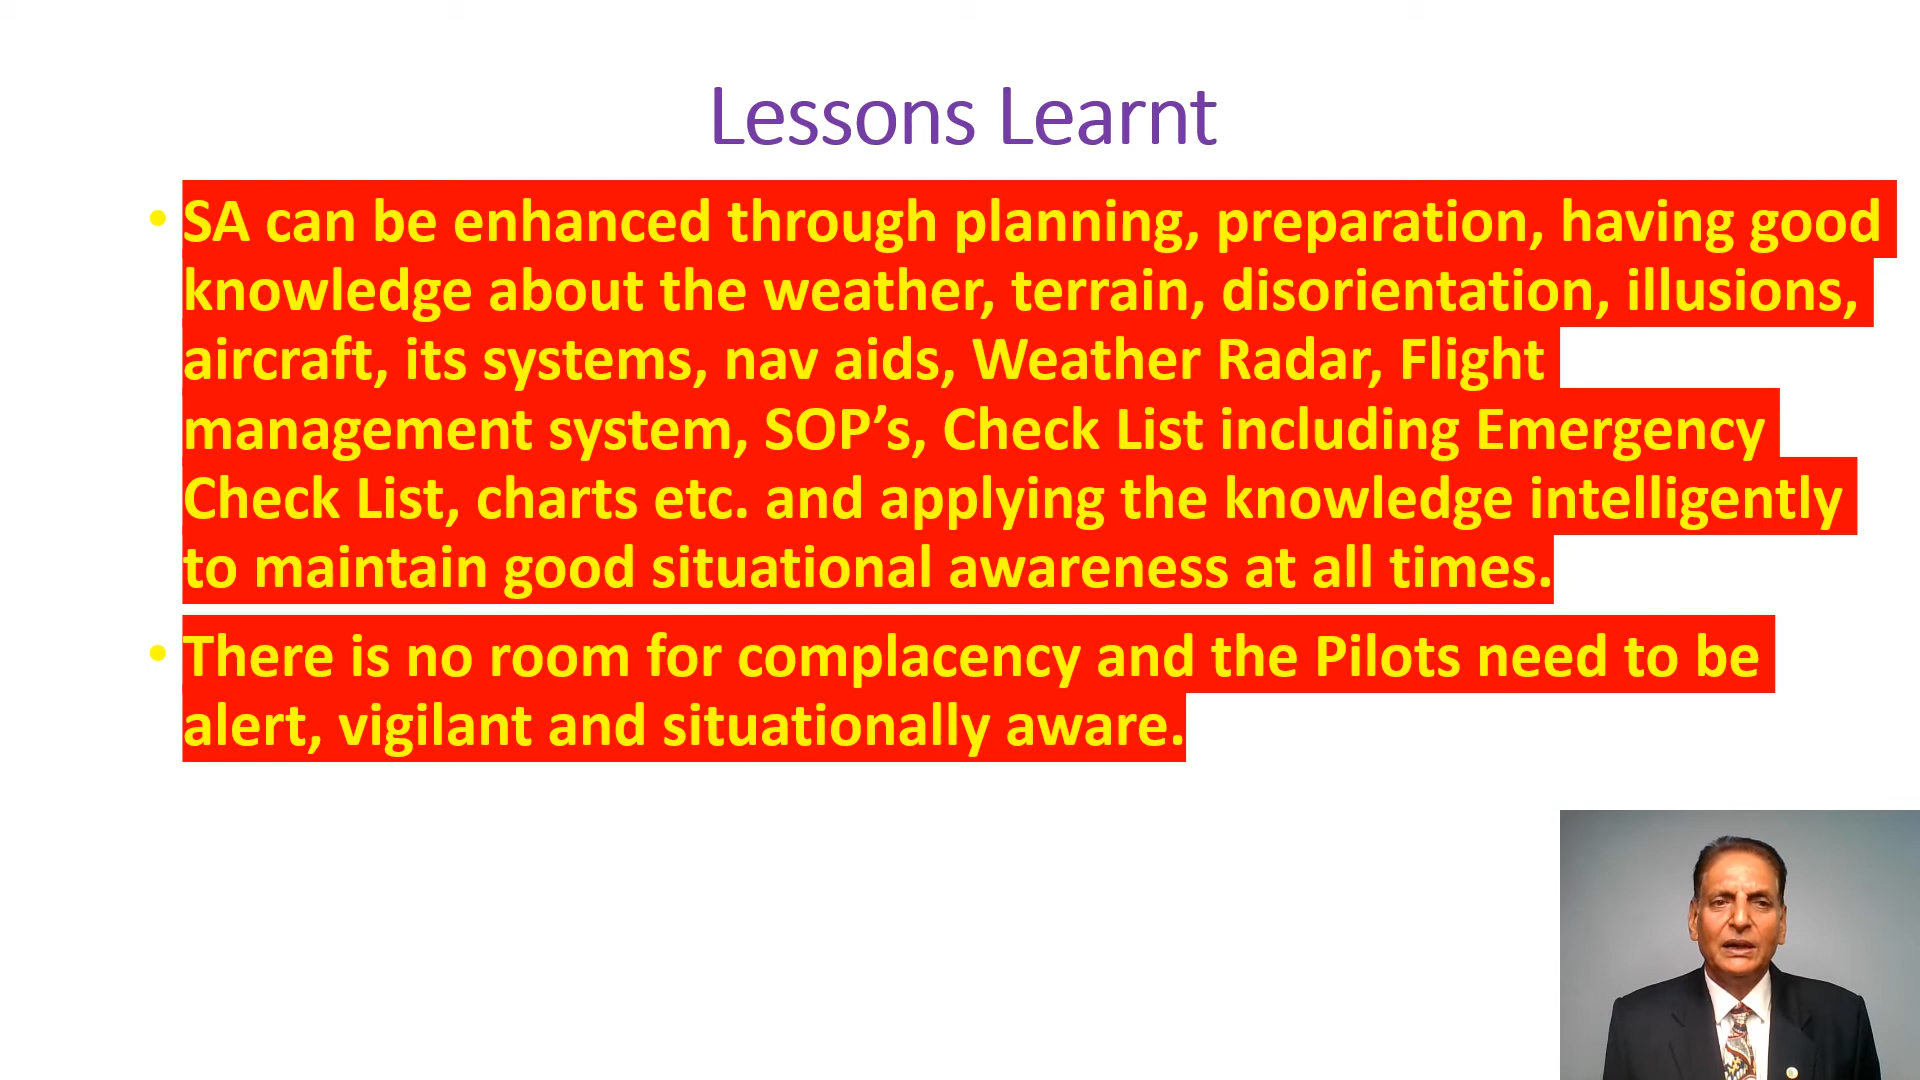 Lessons Learnt
• SA can be enhanced through planning, preparation, having good
knowledge about the weather, terrain, disorientation, illusions,
aircraft, its systems, nav aids, Weather Radar, Flight
management system, SOP’s, Check List including Emergency
Check List, charts etc. and applying the knowledge intelligently
to maintain good situational awareness at all times.
• There is no room for complacency and the Pilots need to be
alert, vigilant and situationally aware.